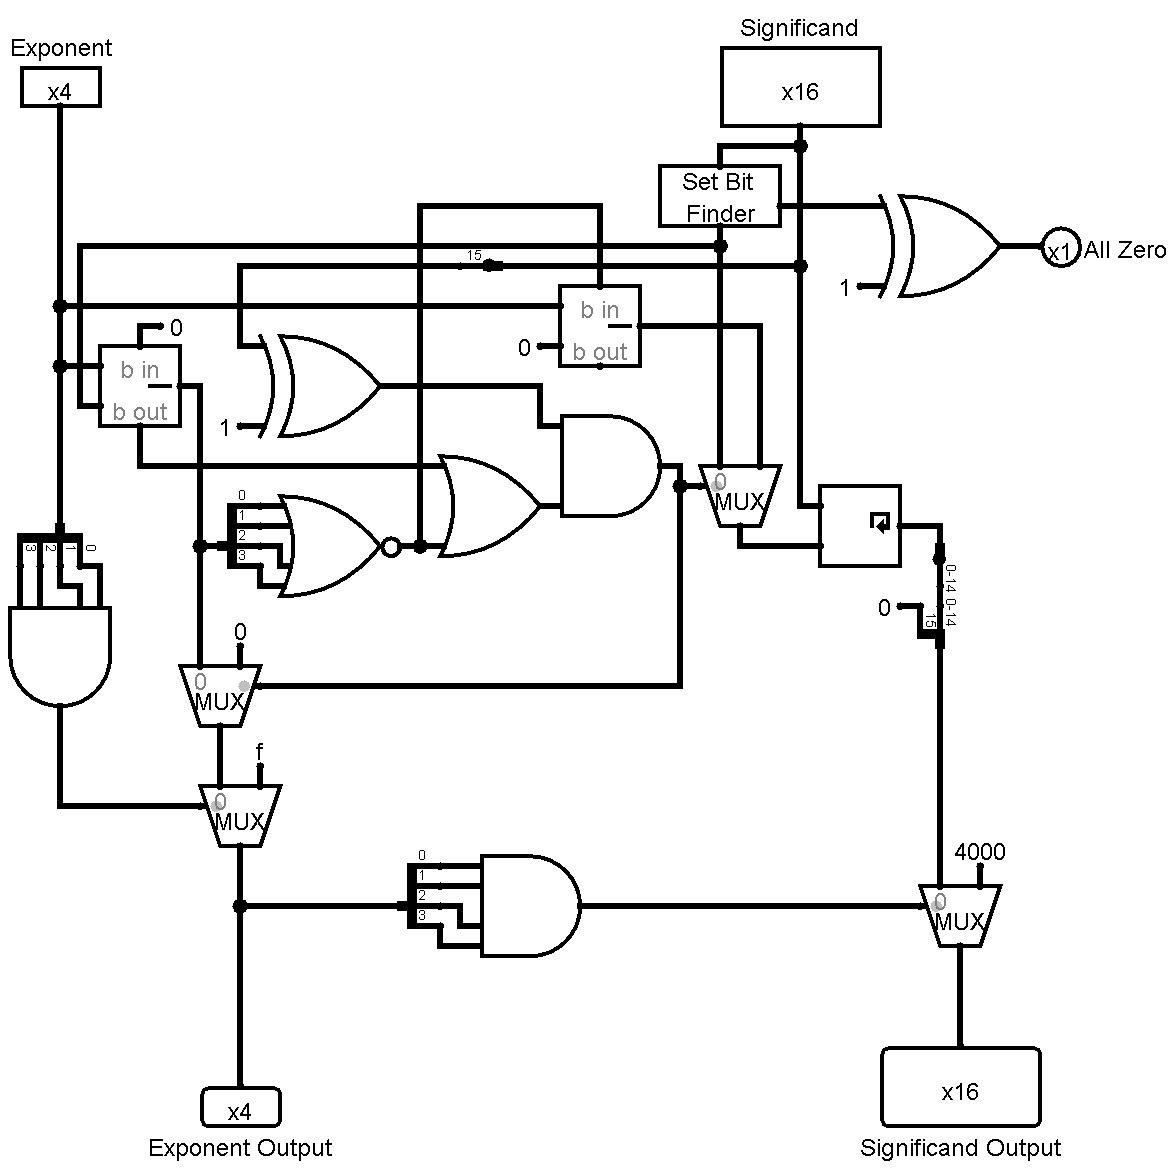 Significand
Exponent
x4
x16
Set Bit
Finder
15
x1 All Zero
1
b in
0
b out
0
b in
b out
1
0
MUX
0
1
2
3
3
2
1
0
0-14 0-14
0
15
0
0
MUX
f
0
MUX
4000
0
1
2
3
0
MUX
x16
x4
Exponent Output
Significand Output